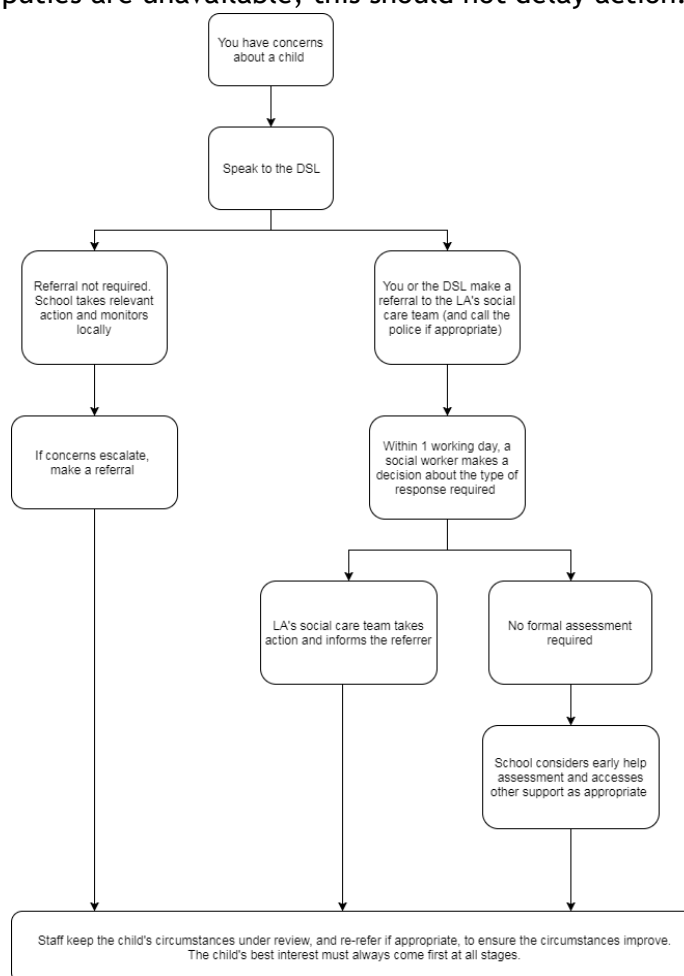 puties are unavailable, this should not delay action.
You have concerns
about a child
Speak to the DSL
Referral not required.
School takes relevant
action and monitors
locally
You or the DSL make a
referral to the LA's social
care team (and call the
police if appropriate)
If concerns escalate,
make a referral
Within 1 working day, a
social worker makes a
decision about the type of
response required
LA's social care team takes
action and informs the referrer
No formal assessment
required
School considers early help
assessment and accesses
other support as appropriate
Staff keep the child's circumstances under review, and re-refer if appropriate, to ensure the circumstances improve.
The child's best interest must always come first at all stages.